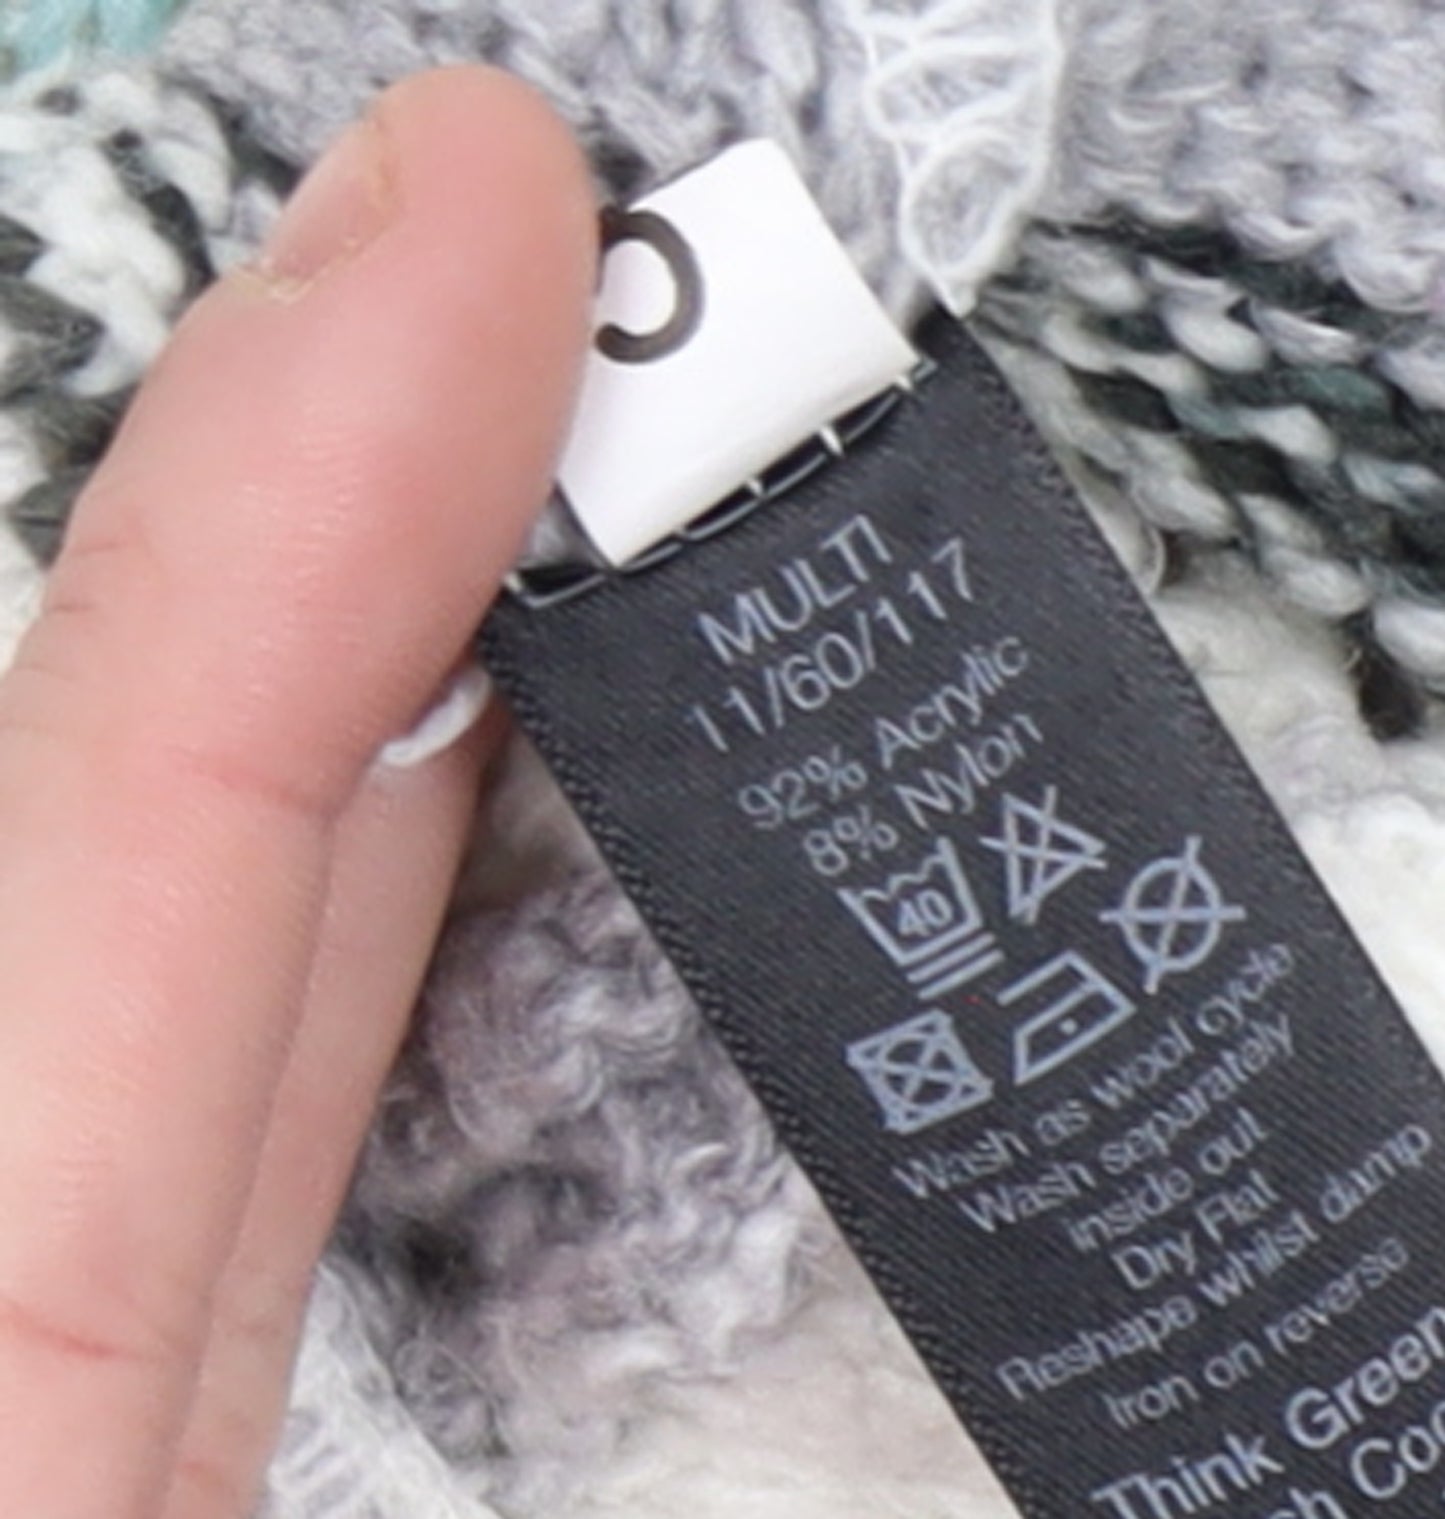 MULTI
11/60/117
92% Acrylic
8% Nylon
40
Wash as wool cycle
Wash separately
inside out
Dry Flat
Reshape whilst damp
Iron on reverse
Think Green